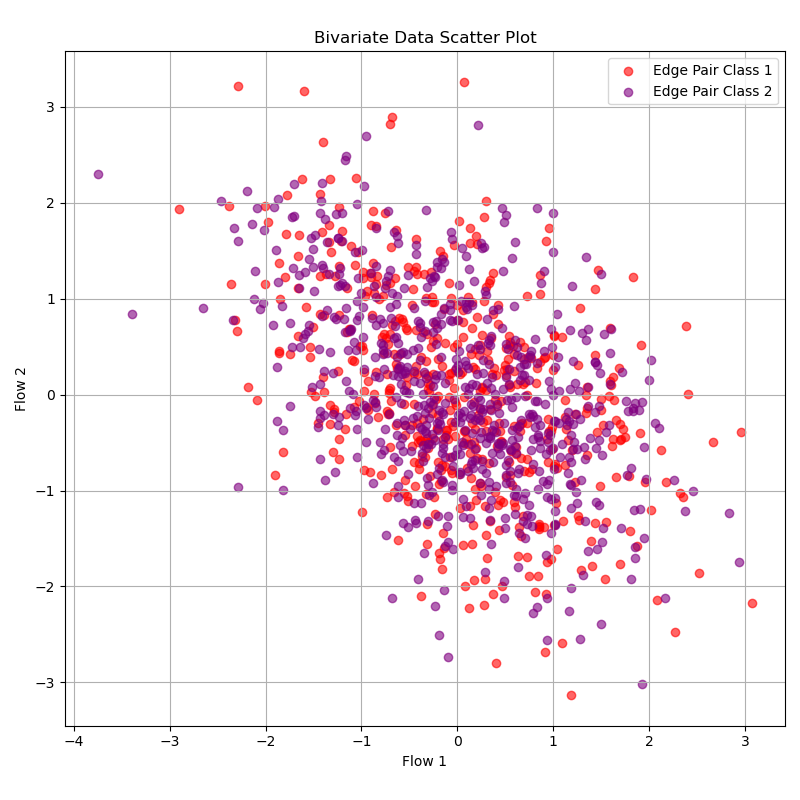 Bivariate Data Scatter Plot
Edge Pair Class 1
Edge Pair Class 2
3
2
1
0
−1
−2
−3
Flow 2
−4 −3 −2 −1 0 1 2 3
Flow 1